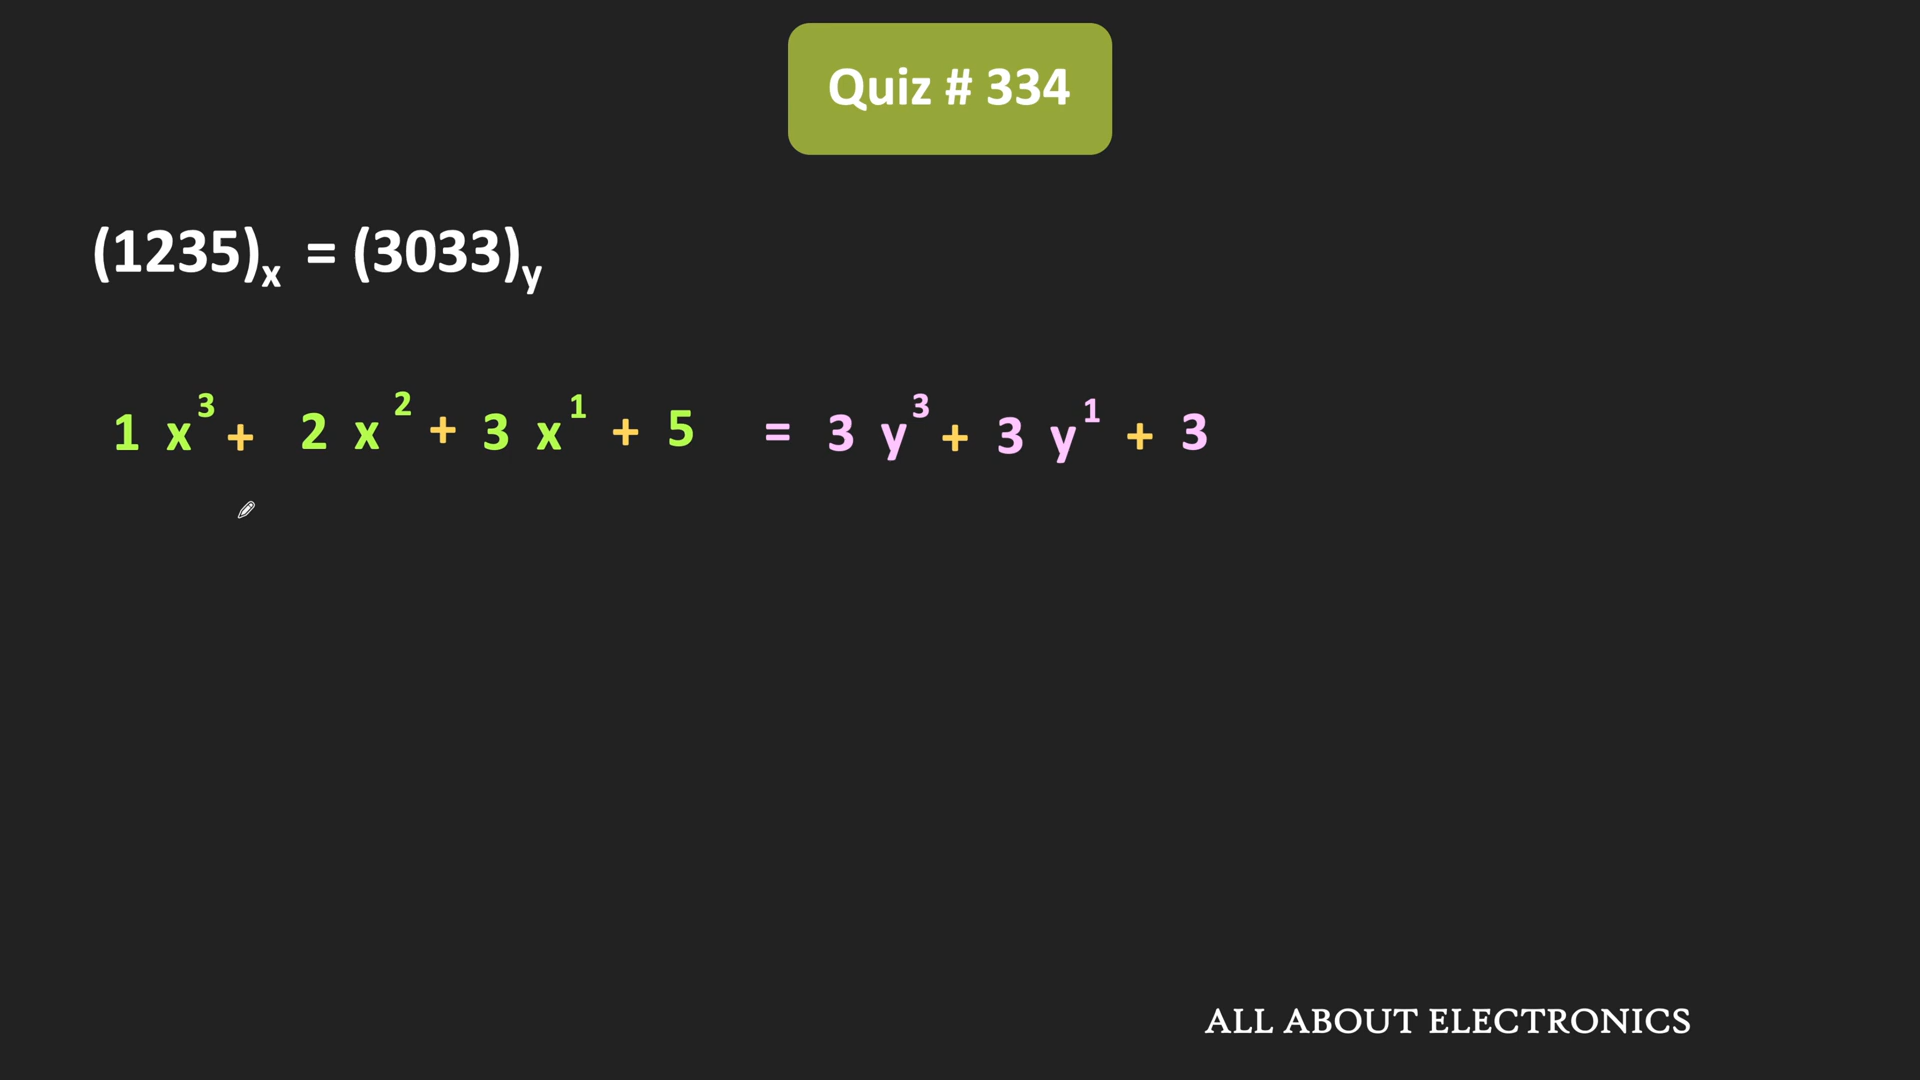 Quiz # 334
(1235)ₓ = (3033)ᵧ
1 x³ + 2 x² + 3 x¹ + 5 = 3 y³ + 3 y¹ + 3
ALL ABOUT ELECTRONICS